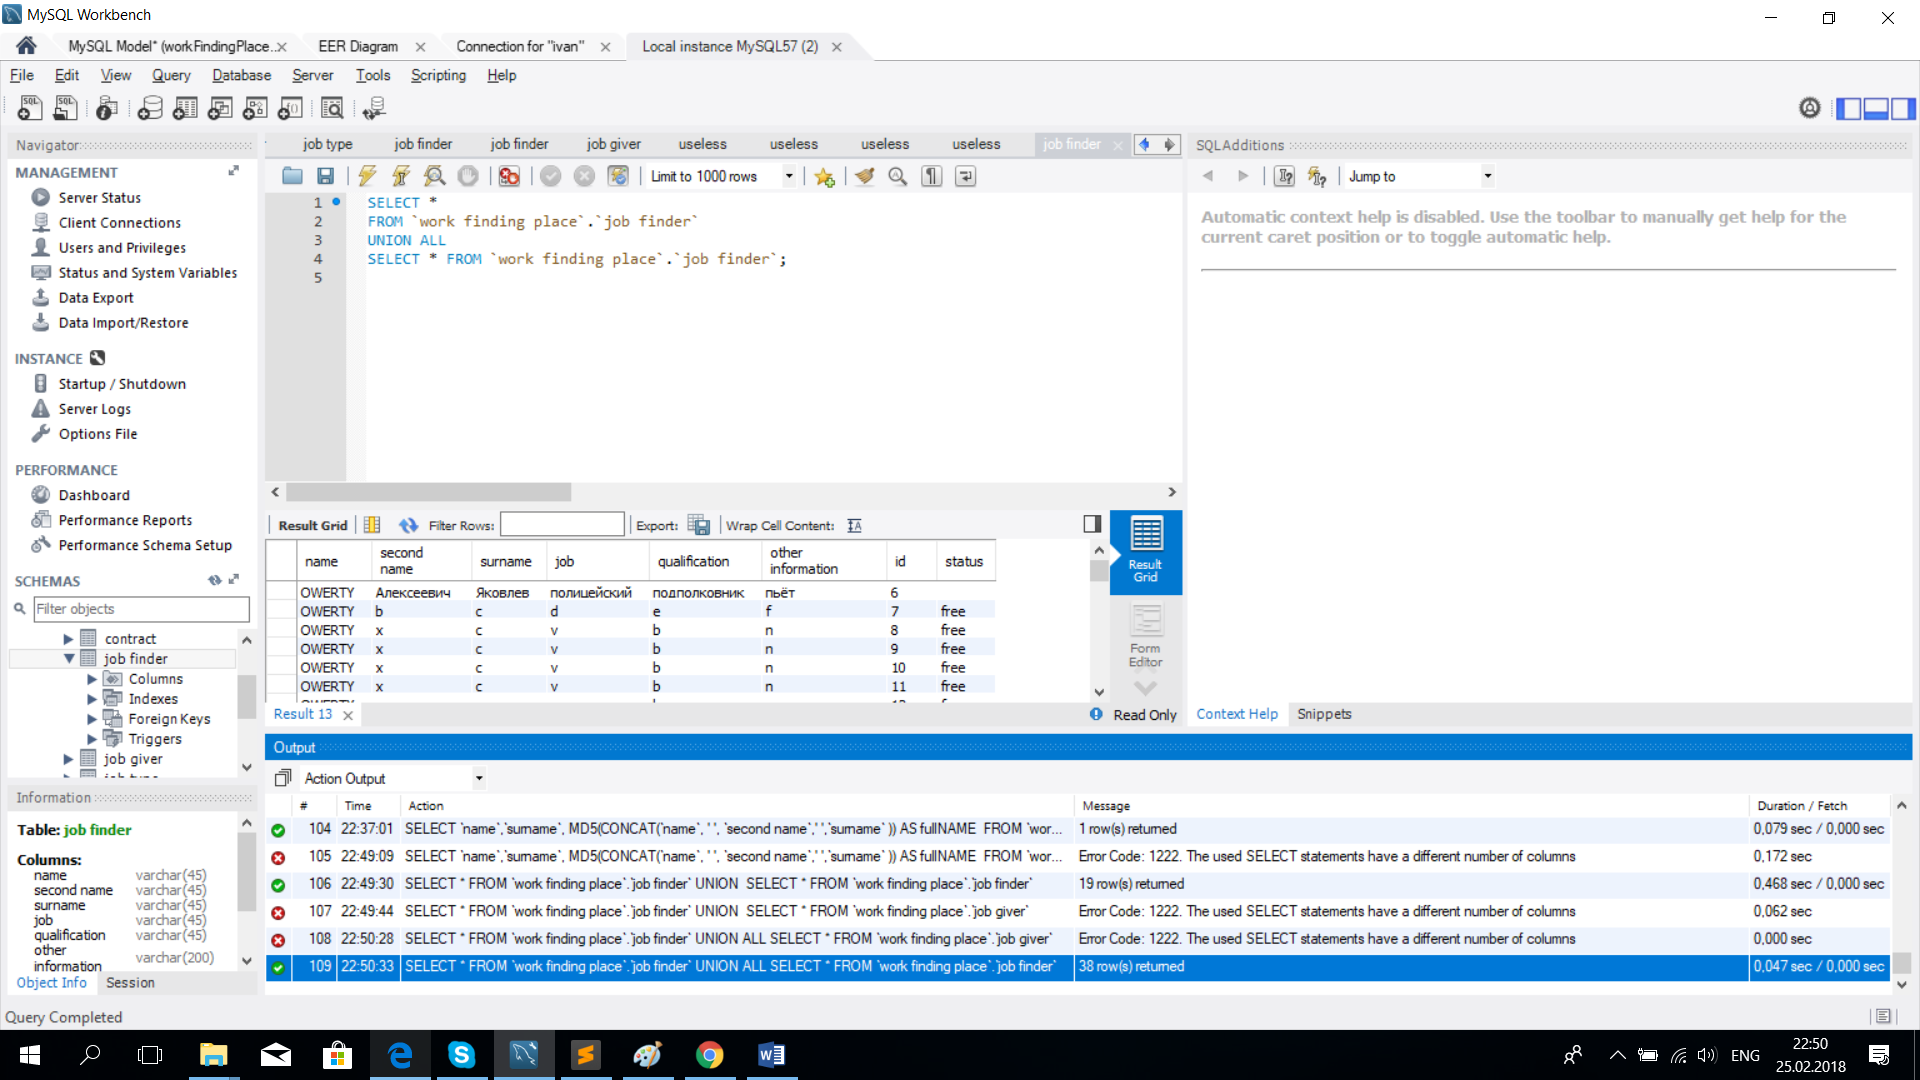 MySQL Workbench
MySQL Model* (workFindingPlace...
EER Diagram
Connection for "ivan"
Local instance MySQL57 (2)
File Edit View Query Database Server Tools Scripting Help
Navigator
MANAGEMENT
Server Status
Client Connections
Users and Privileges
Status and System Variables
Data Export
Data Import/Restore
INSTANCE
Startup / Shutdown
Server Logs
Options File
PERFORMANCE
Dashboard
Performance Reports
Performance Schema Setup
SCHEMAS
Filter objects
contract
job finder
Columns
Indexes
Foreign Keys
Triggers
job giver
job type
Information
Table: job finder
Columns:
name varchar(45)
second name varchar(45)
surname varchar(45)
job varchar(45)
qualification varchar(45)
other information varchar(200)
Object Info Session
job type job finder job finder job giver useless useless useless useless job finder
Limit to 1000 rows
1 SELECT *
2 FROM `work finding place`.`job finder`
3 UNION ALL
4 SELECT * FROM `work finding place`.`job finder`;
5
Result Grid Filter Rows: Export: Wrap Cell Content:
name second name surname job qualification other information id status
QWERTY Алексеевич Яковлев полицейский подполковник пьёт 6
QWERTY b c d e f 7 free
QWERTY x c v b n 8 free
QWERTY x c v b n 9 free
QWERTY x c v b n 10 free
QWERTY x c v b n 11 free
Result Grid
Form Editor
Result 13
Read Only
SQLAdditions
Jump to
Automatic context help is disabled. Use the toolbar to manually get help for the
current caret position or to toggle automatic help.
Context Help Snippets
Output
Action Output
# Time Action Message Duration / Fetch
104 22:37:01 SELECT `name`,`surname`, MD5(CONCAT(`name`, ' ', `second name`,' ',`surname` )) AS fullNAME FROM `wor... 1 row(s) returned 0,079 sec / 0,000 sec
105 22:49:09 SELECT `name`,`surname`, MD5(CONCAT(`name`, ' ', `second name`,' ',`surname` )) AS fullNAME FROM `wor... Error Code: 1222. The used SELECT statements have a different number of columns 0,172 sec
106 22:49:30 SELECT * FROM `work finding place`.`job finder` UNION SELECT * FROM `work finding place`.`job finder` 19 row(s) returned 0,468 sec / 0,000 sec
107 22:49:44 SELECT * FROM `work finding place`.`job finder` UNION SELECT * FROM `work finding place`.`job giver` Error Code: 1222. The used SELECT statements have a different number of columns 0,062 sec
108 22:50:28 SELECT * FROM `work finding place`.`job finder` UNION ALL SELECT * FROM `work finding place`.`job giver` Error Code: 1222. The used SELECT statements have a different number of columns 0,000 sec
109 22:50:33 SELECT * FROM `work finding place`.`job finder` UNION ALL SELECT * FROM `work finding place`.`job finder` 38 row(s) returned 0,047 sec / 0,000 sec
Query Completed
ENG
22:50
25.02.2018